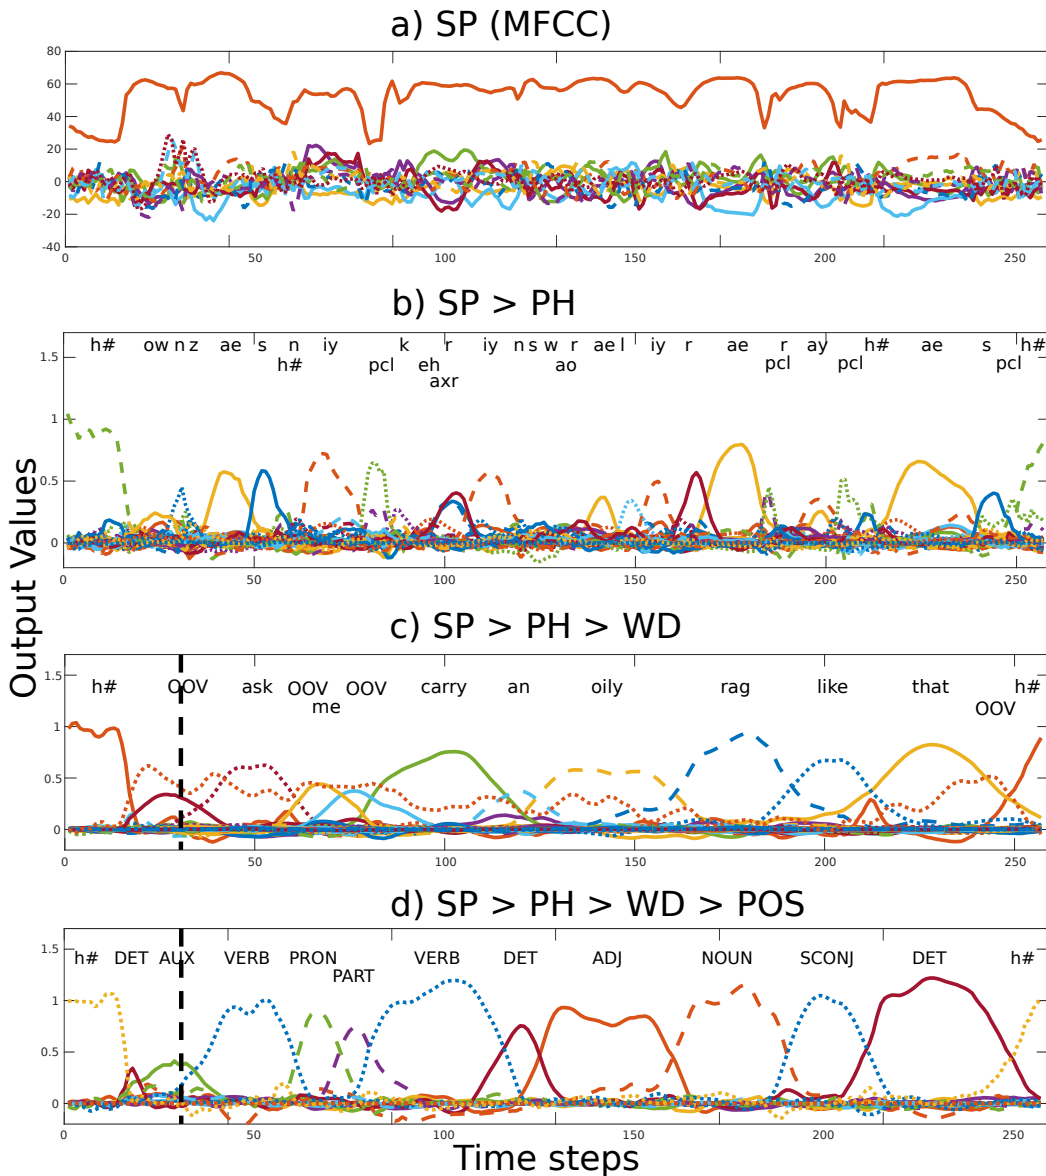 a) SP (MFCC)
80
60
40
20
0
-20
-40
0 50 100 150 200 250
b) SP > PH
h# ow n z ae s n iy k r iy n s w r ae l iy r ae r ay h# ae s h#
h# pcl eh ao pcl pcl pcl
axr
1.5
1
0.5
0
0 50 100 150 200 250
Output Values
c) SP > PH > WD
1.5
h# OOV ask OOV OOV carry an oily rag like that h#
me OOV
1
0.5
0
0 50 100 150 200 250
d) SP > PH > WD > POS
1.5
h# DET AUX VERB PRON VERB DET ADJ NOUN SCONJ DET h#
PART
1
0.5
0
0 50 100 150 200 250
Time steps